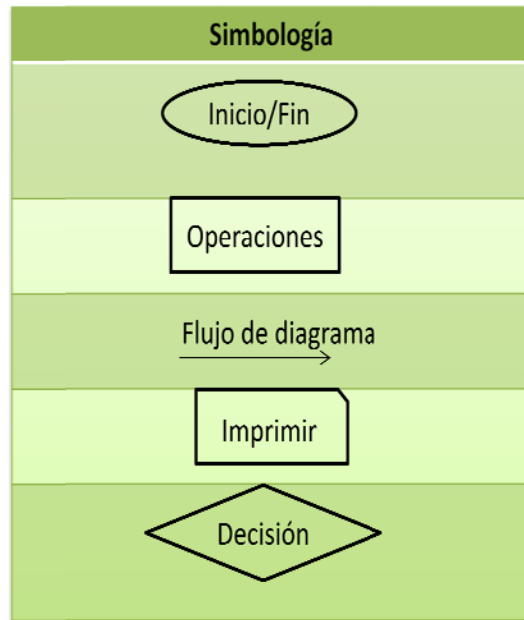 Simbología
Inicio/Fin
Operaciones
Flujo de diagrama
Imprimir
Decisión